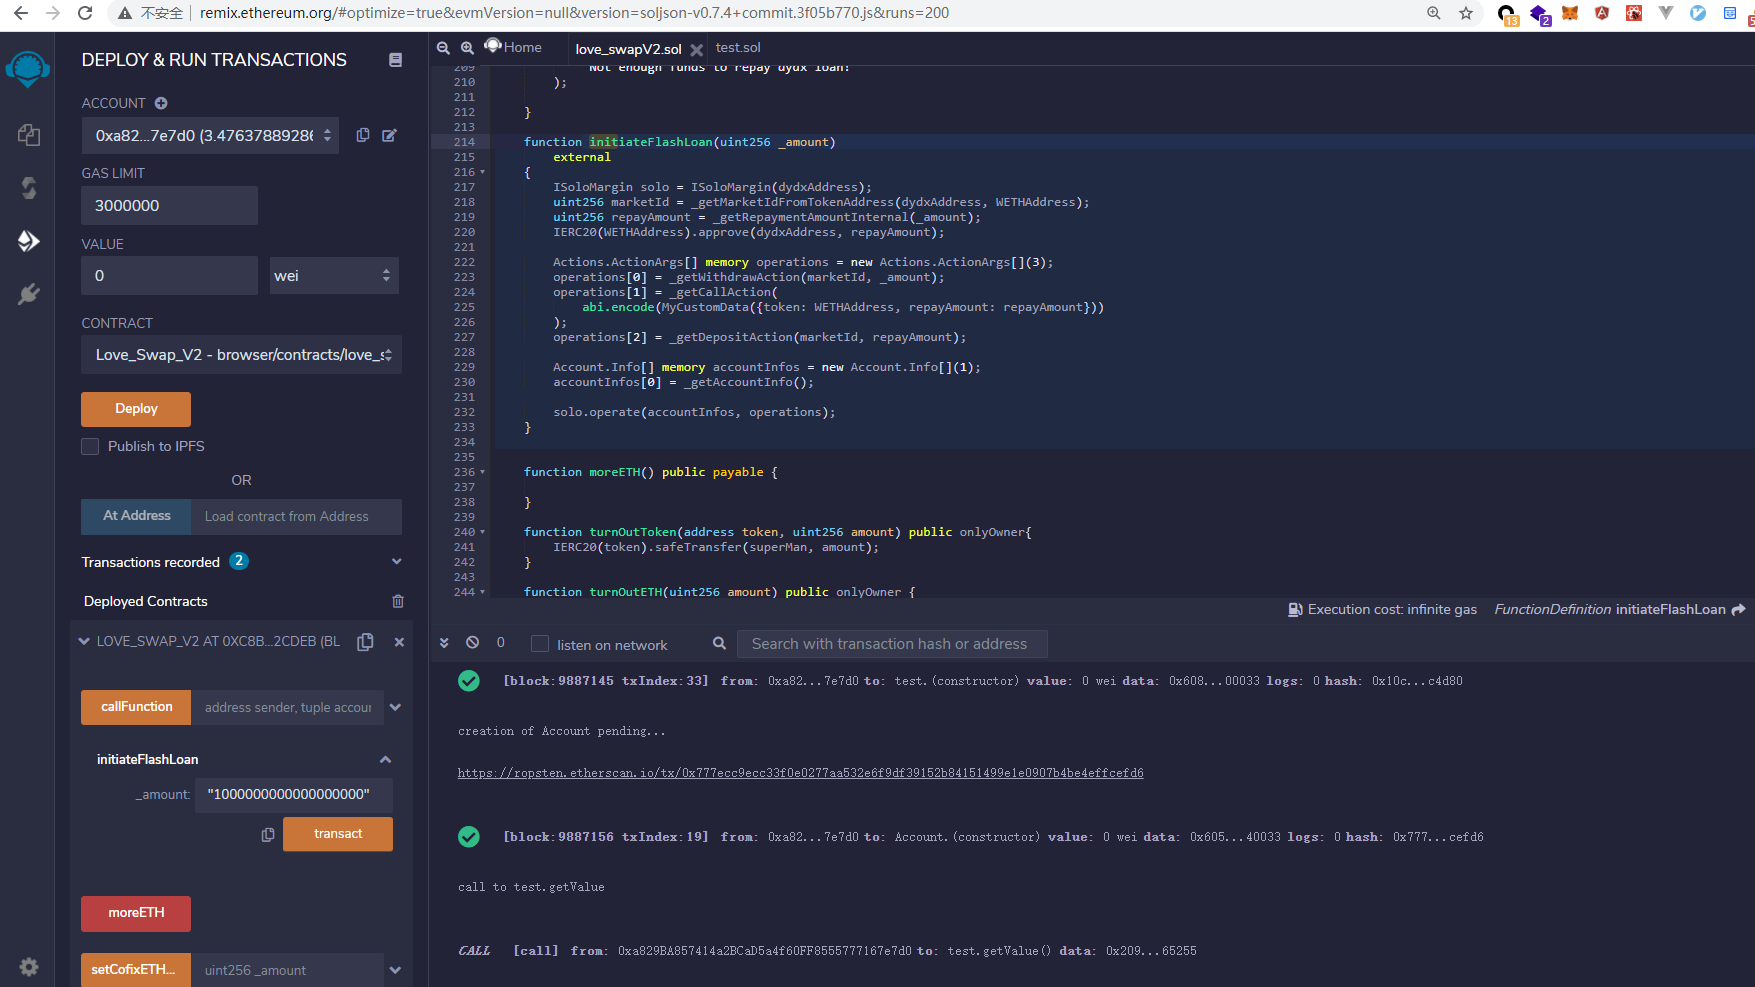 不安全
remix.ethereum.org/#optimize=true&evmVersion=null&version=soljson-v0.7.4+commit.3f05b770.js&runs=200
13
2
DEPLOY & RUN TRANSACTIONS
ACCOUNT
0xa82...7e7d0 (3.47637889286
GAS LIMIT
3000000
VALUE
0
wei
CONTRACT
Love_Swap_V2 - browser/contracts/love_s
Deploy
Publish to IPFS
OR
At Address
Load contract from Address
Transactions recorded 2
Deployed Contracts
LOVE_SWAP_V2 AT 0XC8B...2CDEB (BL
callFunction
address sender, tuple accour
initiateFlashLoan
_amount:
"1000000000000000000"
transact
moreETH
setCofixETH...
uint256 _amount
Home
love_swapV2.sol
test.sol
209 Not enough funds to repay dydx loan!
210 );
211
212 }
213
214 function initiateFlashLoan(uint256 _amount)
215 external
216 {
217 ISoloMargin solo = ISoloMargin(dydxAddress);
218 uint256 marketId = _getMarketIdFromTokenAddress(dydxAddress, WETHAddress);
219 uint256 repayAmount = _getRepaymentAmountInternal(_amount);
220 IERC20(WETHAddress).approve(dydxAddress, repayAmount);
221
222 Actions.ActionArgs[] memory operations = new Actions.ActionArgs[](3);
223 operations[0] = _getWithdrawAction(marketId, _amount);
224 operations[1] = _getCallAction(
225 abi.encode(MyCustomData({token: WETHAddress, repayAmount: repayAmount}))
226 );
227 operations[2] = _getDepositAction(marketId, repayAmount);
228
229 Account.Info[] memory accountInfos = new Account.Info[](1);
230 accountInfos[0] = _getAccountInfo();
231
232 solo.operate(accountInfos, operations);
233 }
234
235
236 function moreETH() public payable {
237
238 }
239
240 function turnOutToken(address token, uint256 amount) public onlyOwner{
241 IERC20(token).safeTransfer(superMan, amount);
242 }
243
244 function turnOutETH(uint256 amount) public onlyOwner {
Execution cost: infinite gas FunctionDefinition initiateFlashLoan
0
listen on network
Search with transaction hash or address
[block:9887145 txIndex:33] from: 0xa82...7e7d0 to: test.(constructor) value: 0 wei data: 0x608...00033 logs: 0 hash: 0x10c...c4d80
creation of Account pending...
https://ropsten.etherscan.io/tx/0x777ecc9ecc33f0e0277aa532e6f9df39152b84151499e1e0907b4be4effcefd6
[block:9887156 txIndex:19] from: 0xa82...7e7d0 to: Account.(constructor) value: 0 wei data: 0x605...40033 logs: 0 hash: 0x777...cefd6
call to test.getValue
CALL [call] from: 0xa829BA857414a2BCaD5a4f60FF8555777167e7d0 to: test.getValue() data: 0x209...65255